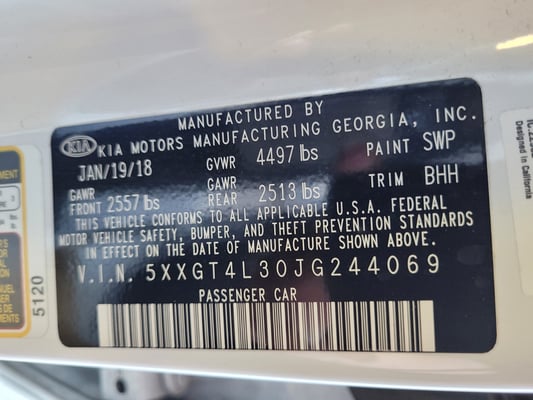 MANUFACTURED BY
KIA KIA MOTORS MANUFACTURING GEORGIA, INC.
JAN/19/18 GVWR 4497 lbs PAINT SWP
GAWR FRONT 2557 lbs GAWR REAR 2513 lbs TRIM BHH
THIS VEHICLE CONFORMS TO ALL APPLICABLE U.S.A. FEDERAL
MOTOR VEHICLE SAFETY, BUMPER, AND THEFT PREVENTION STANDARDS
IN EFFECT ON THE DATE OF MANUFACTURE SHOWN ABOVE.
V.I.N. 5XXGT4L30JG244069
PASSENGER CAR
5120
Designed in California